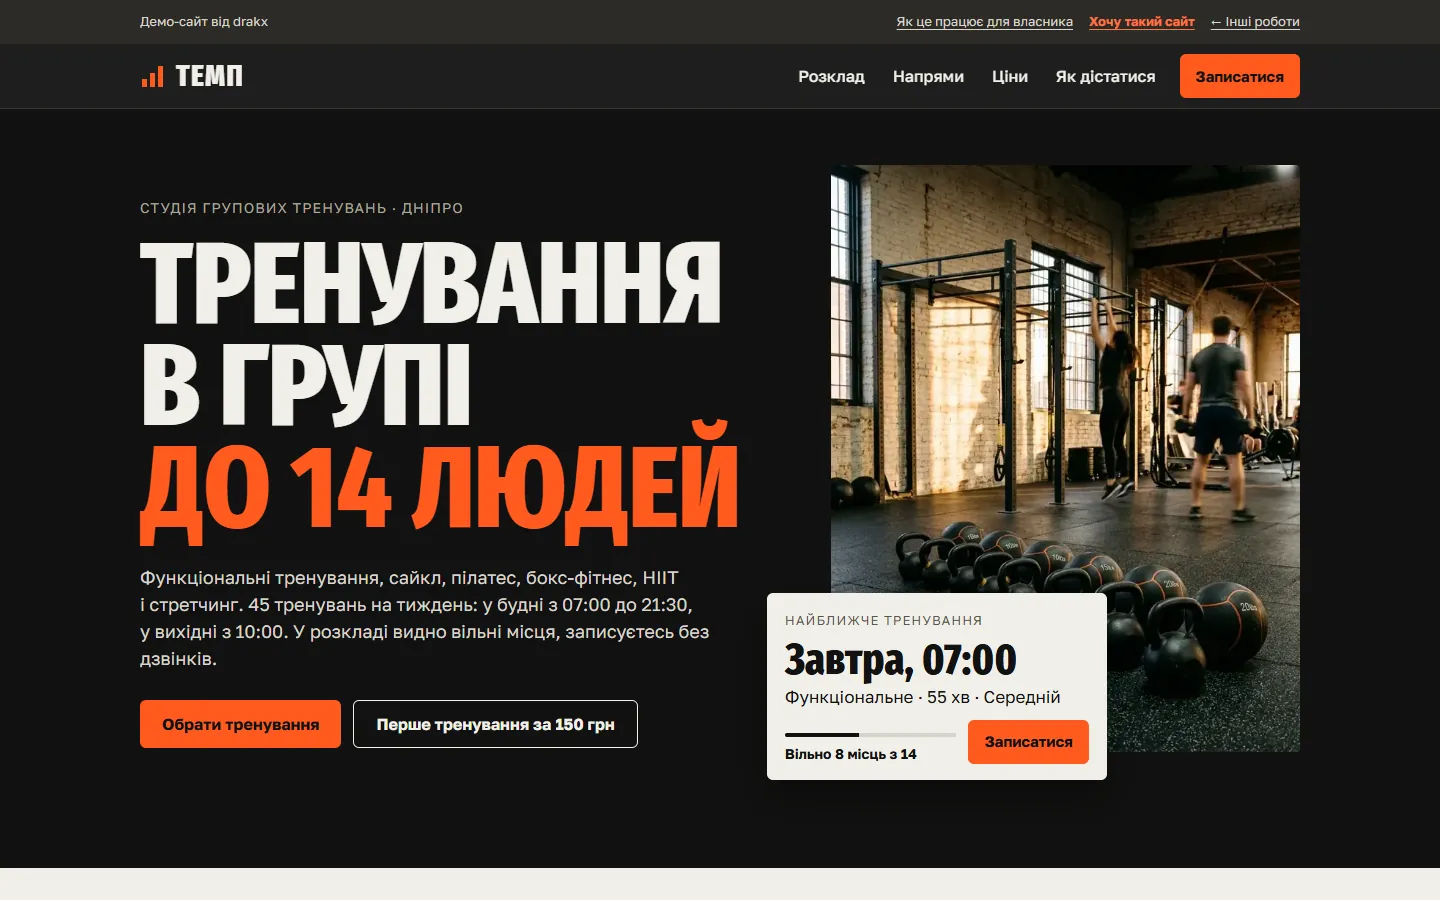 Демо-сайт від drakx
Як це працює для власника
Хочу такий сайт
← Інші роботи
ТЕМП
Розклад
Напрями
Ціни
Як дістатися
Записатися
СТУДІЯ ГРУПОВИХ ТРЕНУВАНЬ · ДНІПРО
ТРЕНУВАННЯ
В ГРУПІ
ДО 14 ЛЮДЕЙ
Функціональні тренування, сайкл, пілатес, бокс-фітнес, HIIT
і стретчинг. 45 тренувань на тиждень: у будні з 07:00 до 21:30,
у вихідні з 10:00. У розкладі видно вільні місця, записуєтесь без
дзвінків.
Обрати тренування
Перше тренування за 150 грн
НАЙБЛИЖЧЕ ТРЕНУВАННЯ
Завтра, 07:00
Функціональне · 55 хв · Середній
Вільно 8 місць з 14
Записатися